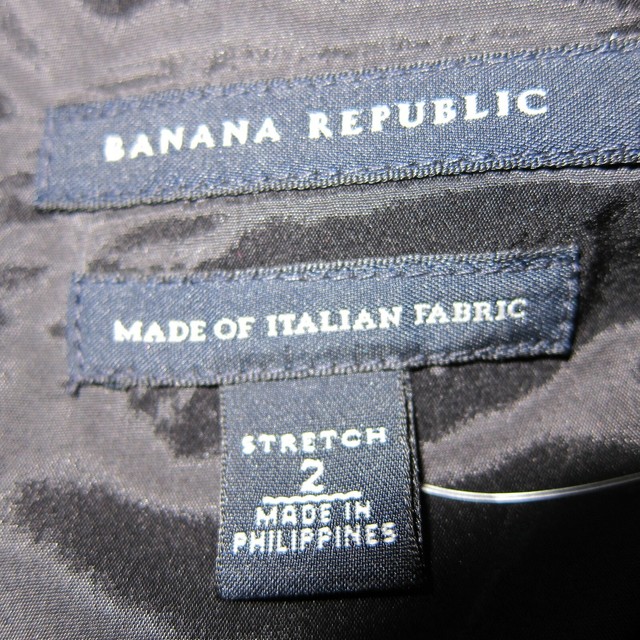 BANANA REPUBLIC
MADE OF ITALIAN FABRIC
STRETCH
2
MADE IN
PHILIPPINES